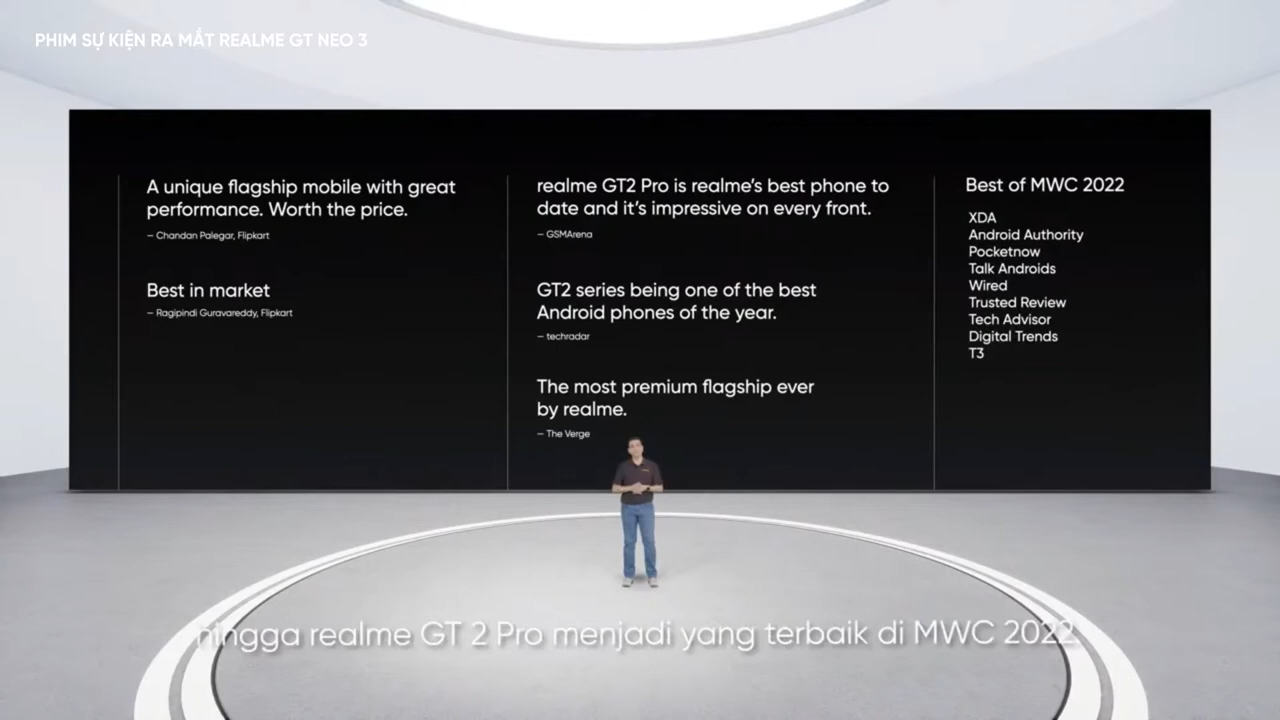 PHIM SỰ KIỆN RA MẮT REALME GT NEO 3
A unique flagship mobile with great
performance. Worth the price.
– Chandan Palegar, Flipkart
Best in market
– Ragipindi Guravareddy, Flipkart
realme GT2 Pro is realme's best phone to
date and it's impressive on every front.
– GSMArena
GT2 series being one of the best
Android phones of the year.
– techradar
The most premium flagship ever
by realme.
– The Verge
Best of MWC 2022
XDA
Android Authority
Pocketnow
Talk Androids
Wired
Trusted Review
Tech Advisor
Digital Trends
T3
hingga realme GT 2 Pro menjadi yang terbaik di MWC 2022